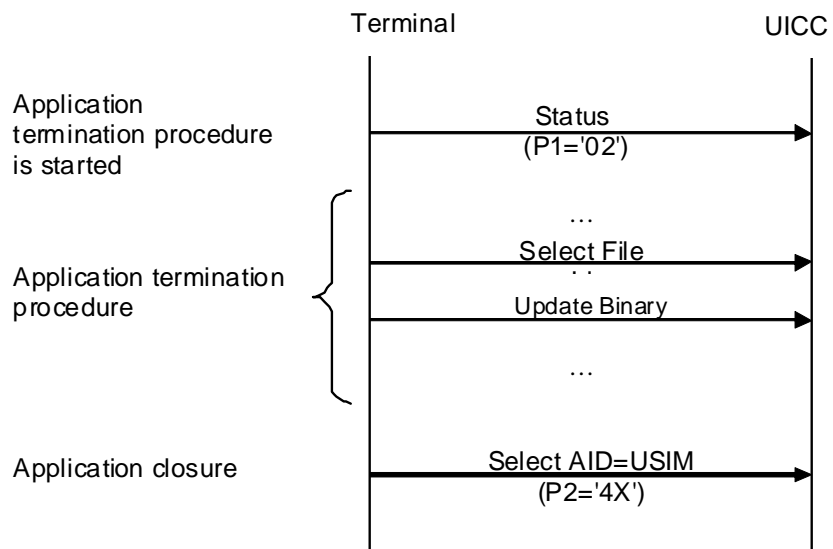 Terminal
UICC
Application
termination procedure
is started
Status
(P1='02')
...
Select File
. .
Application termination
procedure
Update Binary
...
Application closure
Select AID=USIM
(P2='4X')